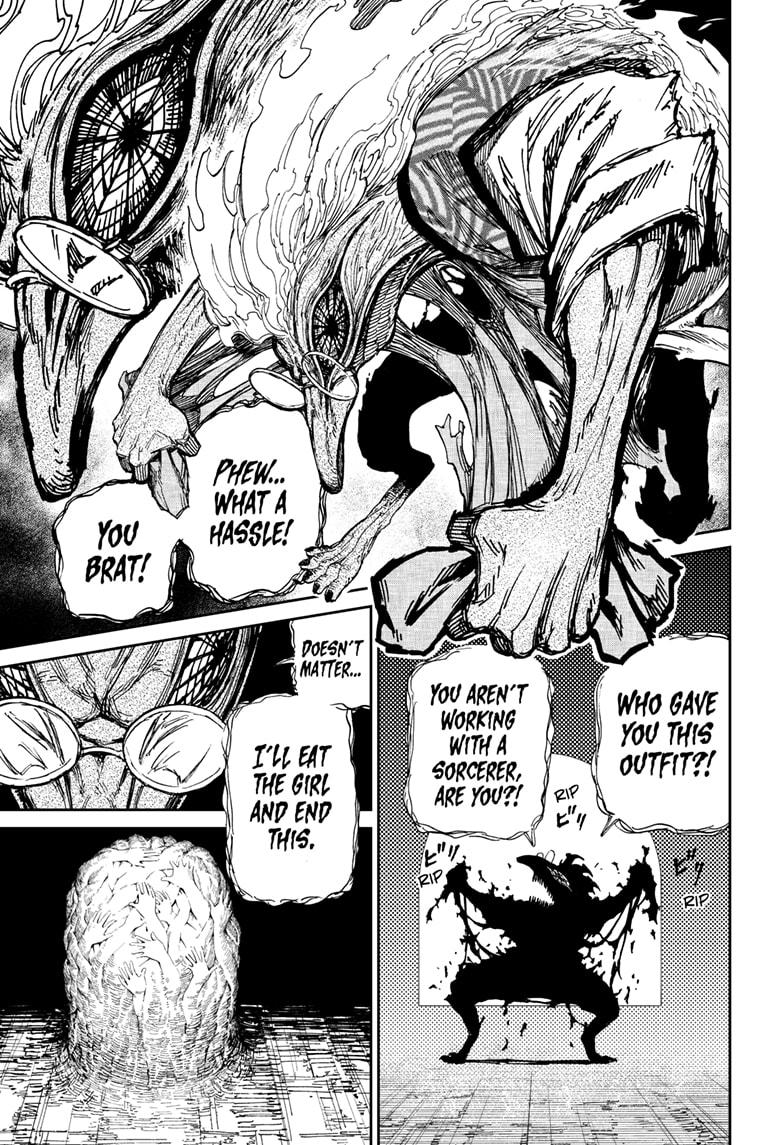 PHEW...
WHAT A
HASSLE!
YOU
BRAT!
WHO GAVE
YOU THIS
OUTFIT?!
YOU AREN'T
WORKING
WITH A
SORCERER,
ARE YOU?!
RIP
ビリ
ビリ
RIP
ビリ
RIP
DOESN'T
MATTER...
I'LL EAT
THE GIRL
AND END
THIS.